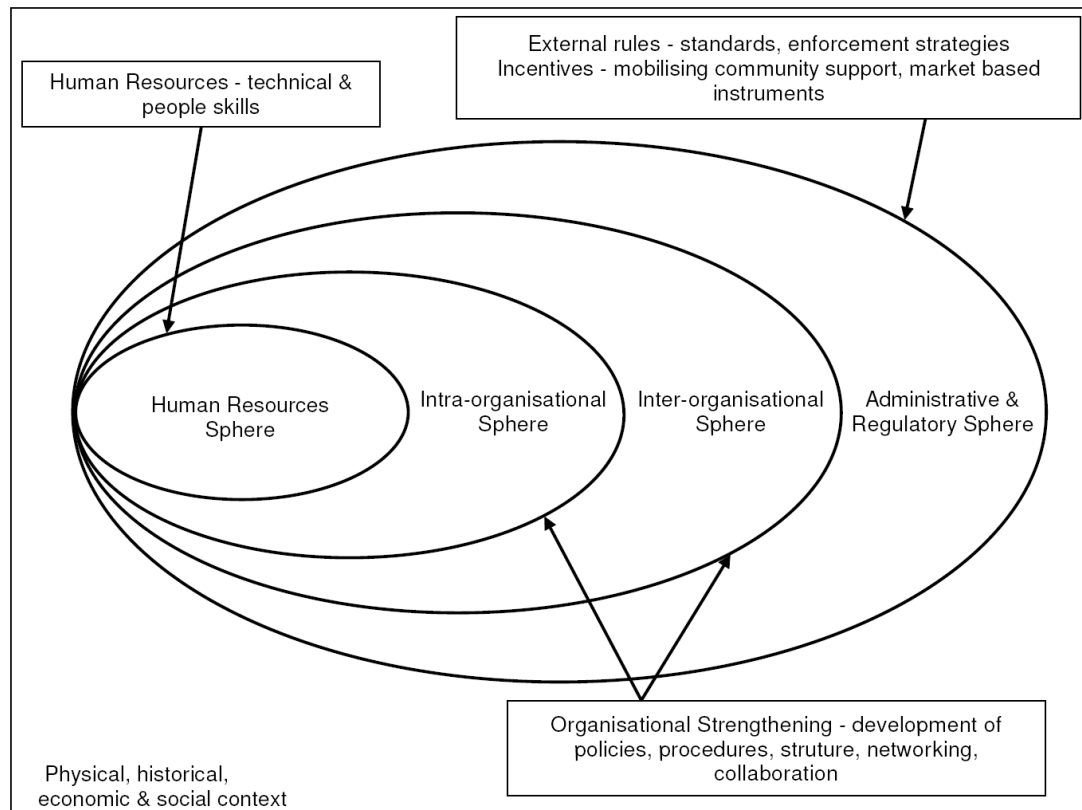 External rules - standards, enforcement strategies
Incentives - mobilising community support, market based
instruments
Human Resources - technical &
people skills
Human Resources
Sphere
Intra-organisational
Sphere
Inter-organisational
Sphere
Administrative &
Regulatory Sphere
Organisational Strengthening - development of
policies, procedures, struture, networking,
collaboration
Physical, historical,
economic & social context